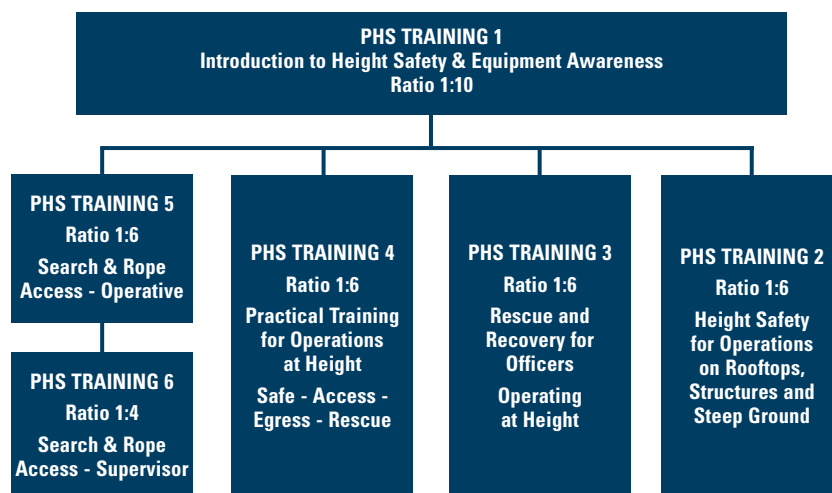 PHS TRAINING 1
Introduction to Height Safety & Equipment Awareness
Ratio 1:10
PHS TRAINING 5
Ratio 1:6
Search & Rope
Access - Operative
PHS TRAINING 6
Ratio 1:4
Search & Rope
Access - Supervisor
PHS TRAINING 4
Ratio 1:6
Practical Training
for Operations
at Height
Safe - Access -
Egress - Rescue
PHS TRAINING 3
Ratio 1:6
Rescue and
Recovery for
Officers
Operating
at Height
PHS TRAINING 2
Ratio 1:6
Height Safety
for Operations
on Rooftops,
Structures and
Steep Ground